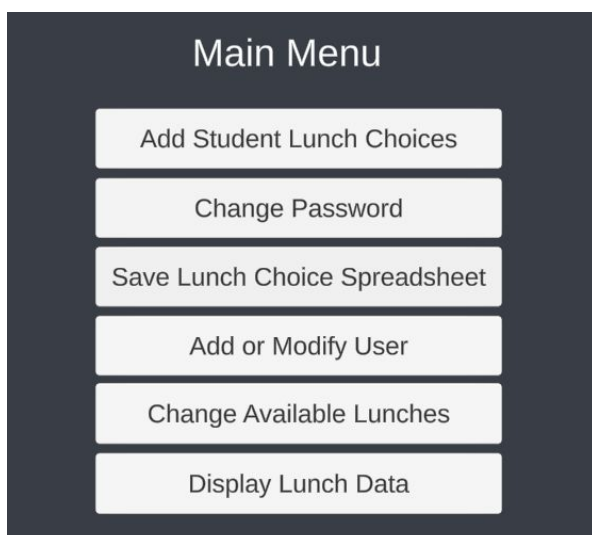 Main Menu
Add Student Lunch Choices
Change Password
Save Lunch Choice Spreadsheet
Add or Modify User
Change Available Lunches
Display Lunch Data